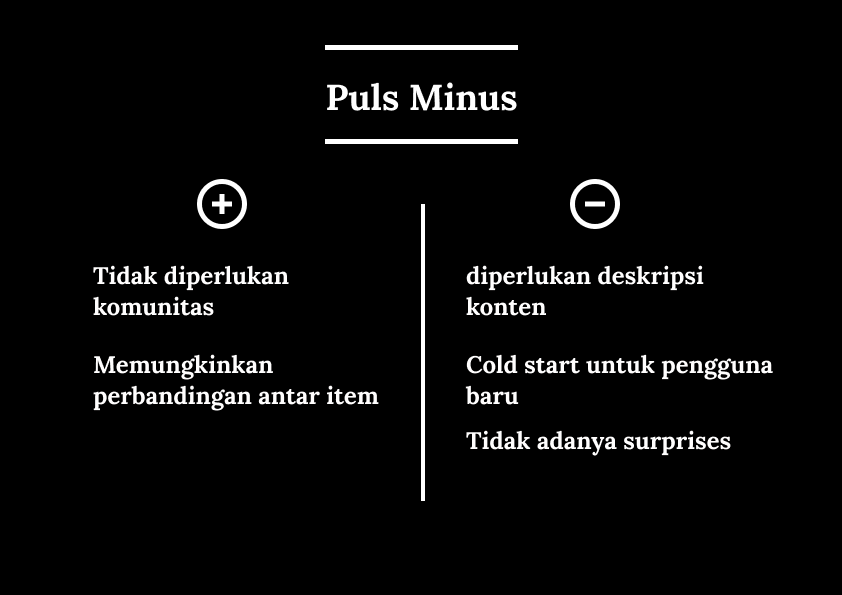 Puls Minus
Tidak diperlukan
komunitas
Memungkinkan
perbandingan antar item
diperlukan deskripsi
konten
Cold start untuk pengguna
baru
Tidak adanya surprises